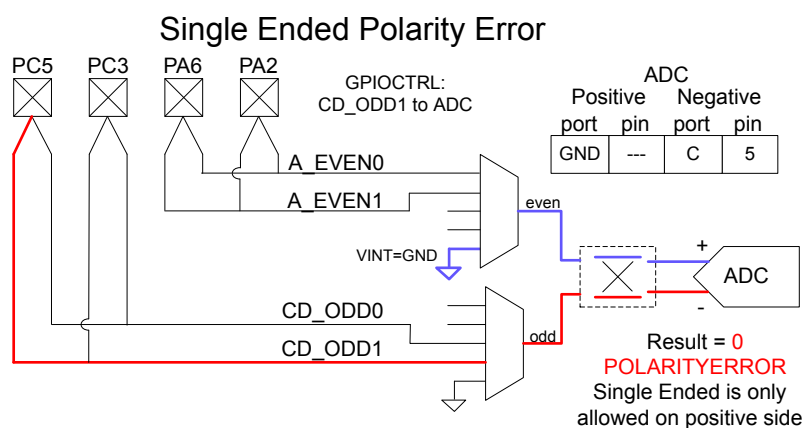 Single Ended Polarity Error
PC5 PC3 PA6 PA2
GPIOCTRL:
CD_ODD1 to ADC
ADC
Positive Negative
port pin port pin
GND --- C 5
A_EVEN0
A_EVEN1
even
VINT=GND
+
ADC
-
CD_ODD0
CD_ODD1
odd
Result = 0
POLARITYERROR
Single Ended is only
allowed on positive side